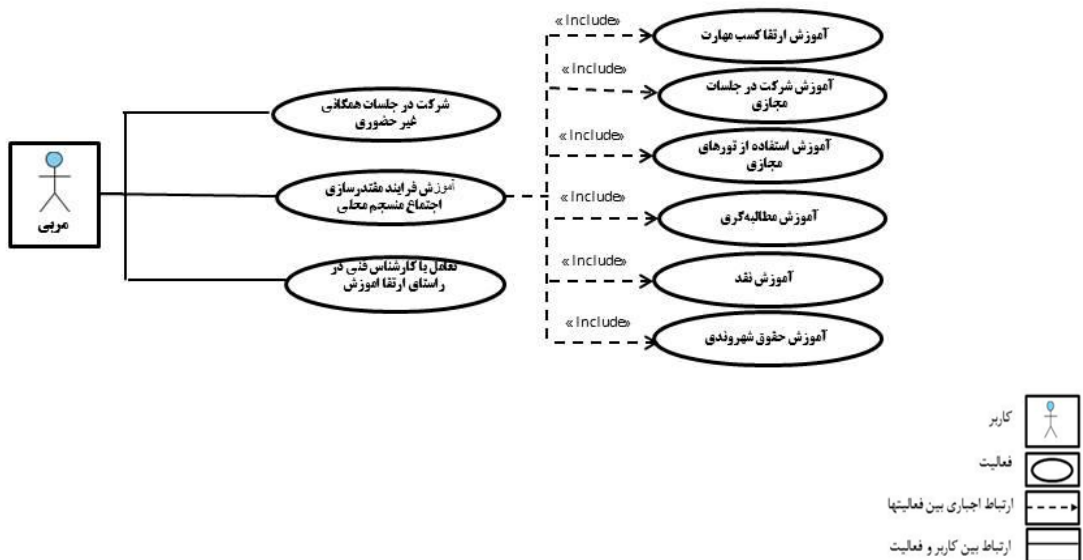 «Include»
آموزش ارتقا کسب مهارت
«Include»
آموزش شرکت در جلسات
مجازی
شرکت در جلسات همگانی
غیر حضوری
«Include»
آموزش استفاده از تورهای
مجازی
مربی
آموزش فرایند مقتدرسازی
اجتماع منسجم محلی
«Include»
آموزش مطالبه‌گری
«Include»
آموزش نقد
تعامل با کارشناس فنی در
راستای ارتقا اموزش
«Include»
آموزش حقوق شهروندی
کاربر
فعالیت
ارتباط اجباری بین فعالیتها
ارتباط بین کاربر و فعالیت